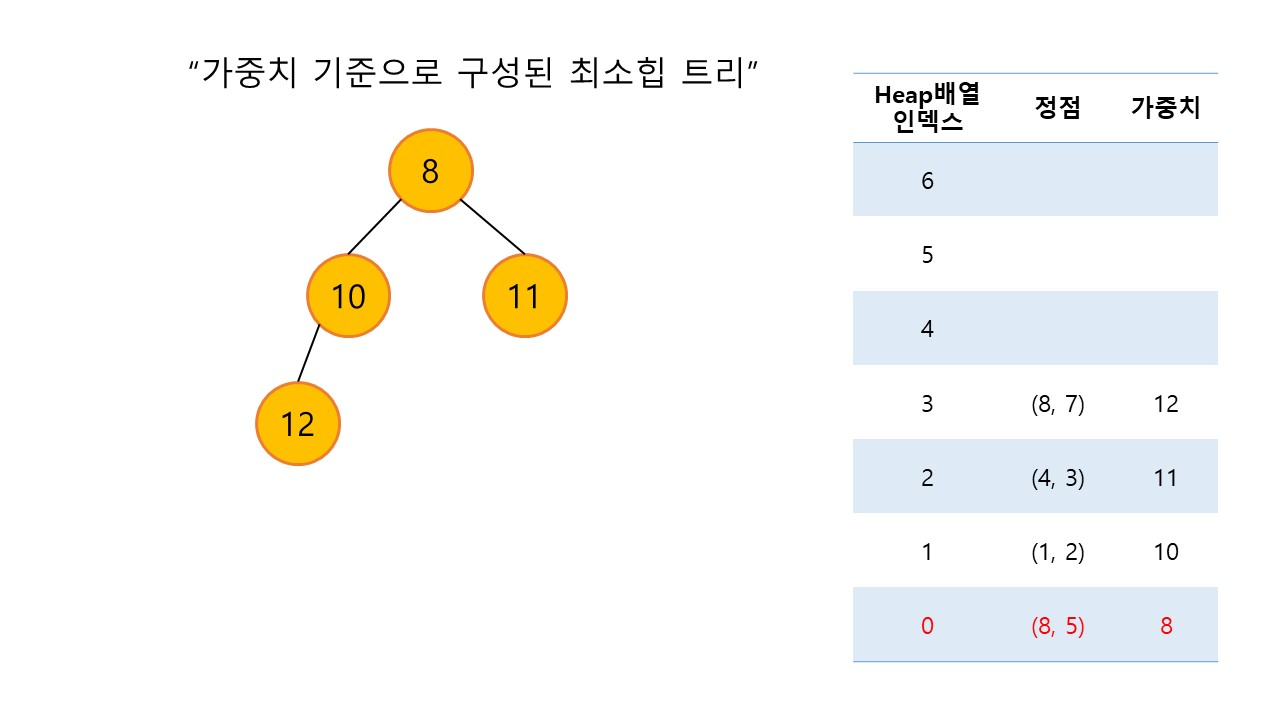 “가중치 기준으로 구성된 최소힙 트리”
8
10 11
12
Heap배열 정점 가중치
인덱스
6
5
4
3 (8, 7) 12
2 (4, 3) 11
1 (1, 2) 10
0 (8, 5) 8